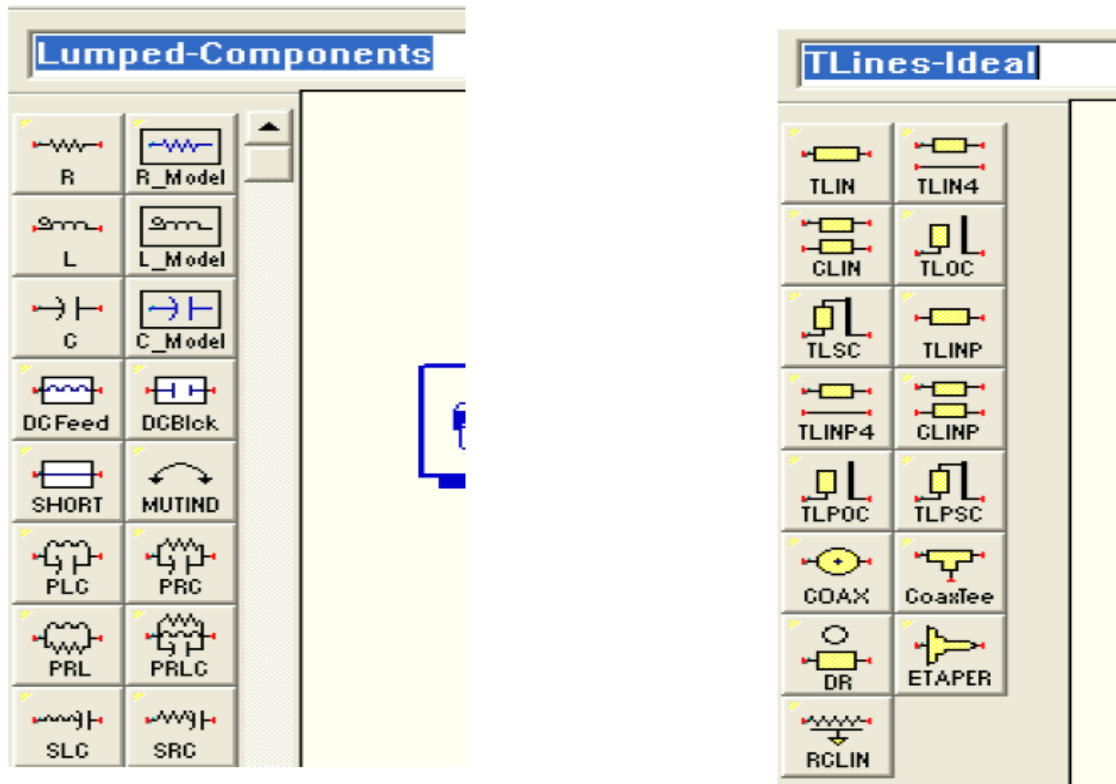 Lumped-Components
R R_Model
L L_Model
C C_Model
DCFeed DCBlck
SHORT MUTIND
PLC PRC
PRL PRLC
SLC SRC
TLines-Ideal
TLIN TLIN4
CLIN TLOC
TLSC TLINP
TLINP4 CLINP
TLPOC TLPSC
COAX CoaxTee
DR ETAPER
RCLIN